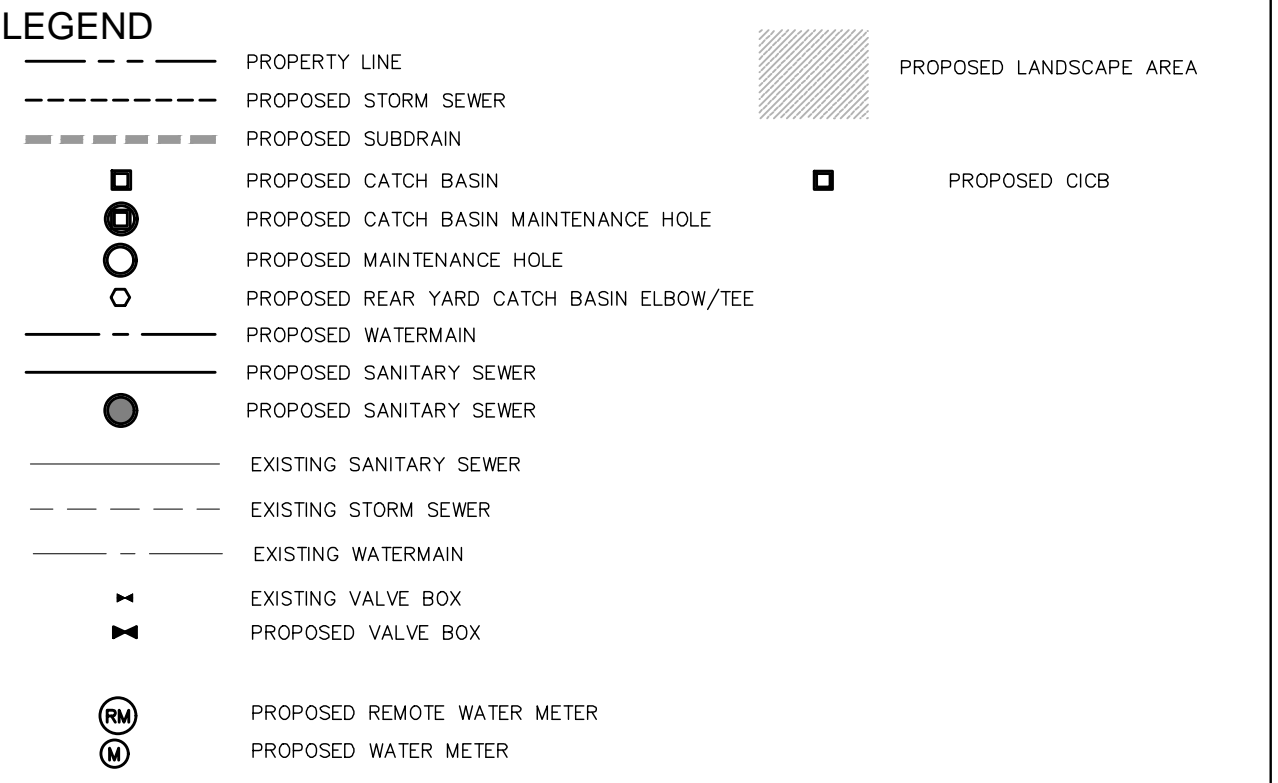 LEGEND
PROPERTY LINE
PROPOSED STORM SEWER
PROPOSED SUBDRAIN
PROPOSED CATCH BASIN
PROPOSED CATCH BASIN MAINTENANCE HOLE
PROPOSED MAINTENANCE HOLE
PROPOSED REAR YARD CATCH BASIN ELBOW/TEE
PROPOSED WATERMAIN
PROPOSED SANITARY SEWER
PROPOSED SANITARY SEWER
EXISTING SANITARY SEWER
EXISTING STORM SEWER
EXISTING WATERMAIN
EXISTING VALVE BOX
PROPOSED VALVE BOX
RM PROPOSED REMOTE WATER METER
M PROPOSED WATER METER
PROPOSED LANDSCAPE AREA
PROPOSED CICB